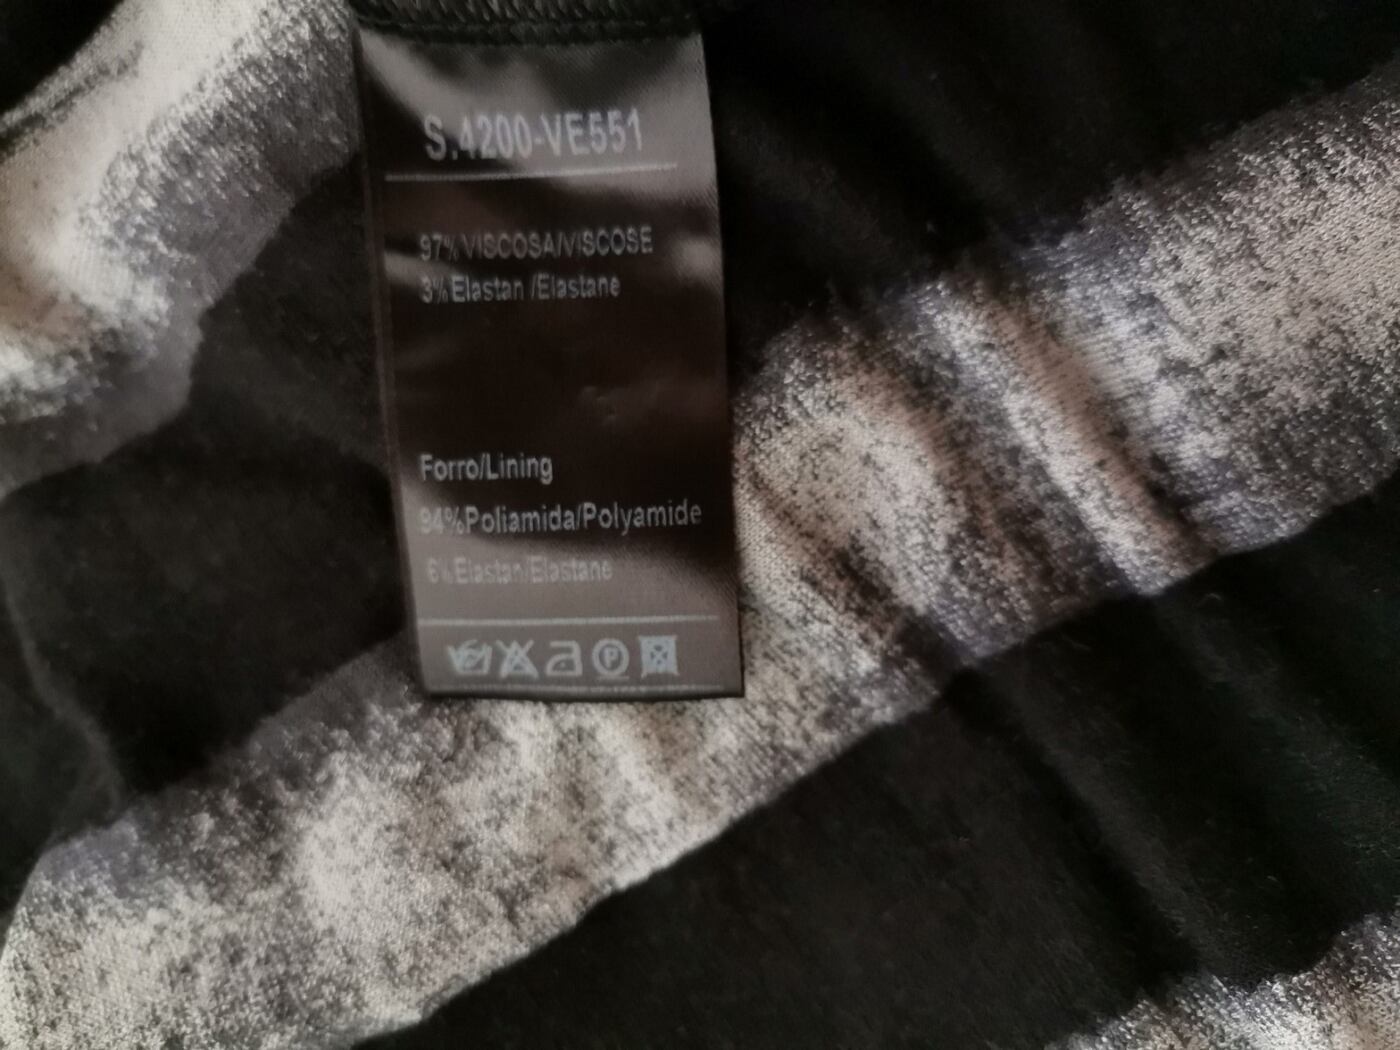 S.4200-VE551
97%VISCOSA/VISCOSE
3%Elastan /Elastane
Forro/Lining
94%Poliamida/Polyamide
6%Elastan/Elastane
P